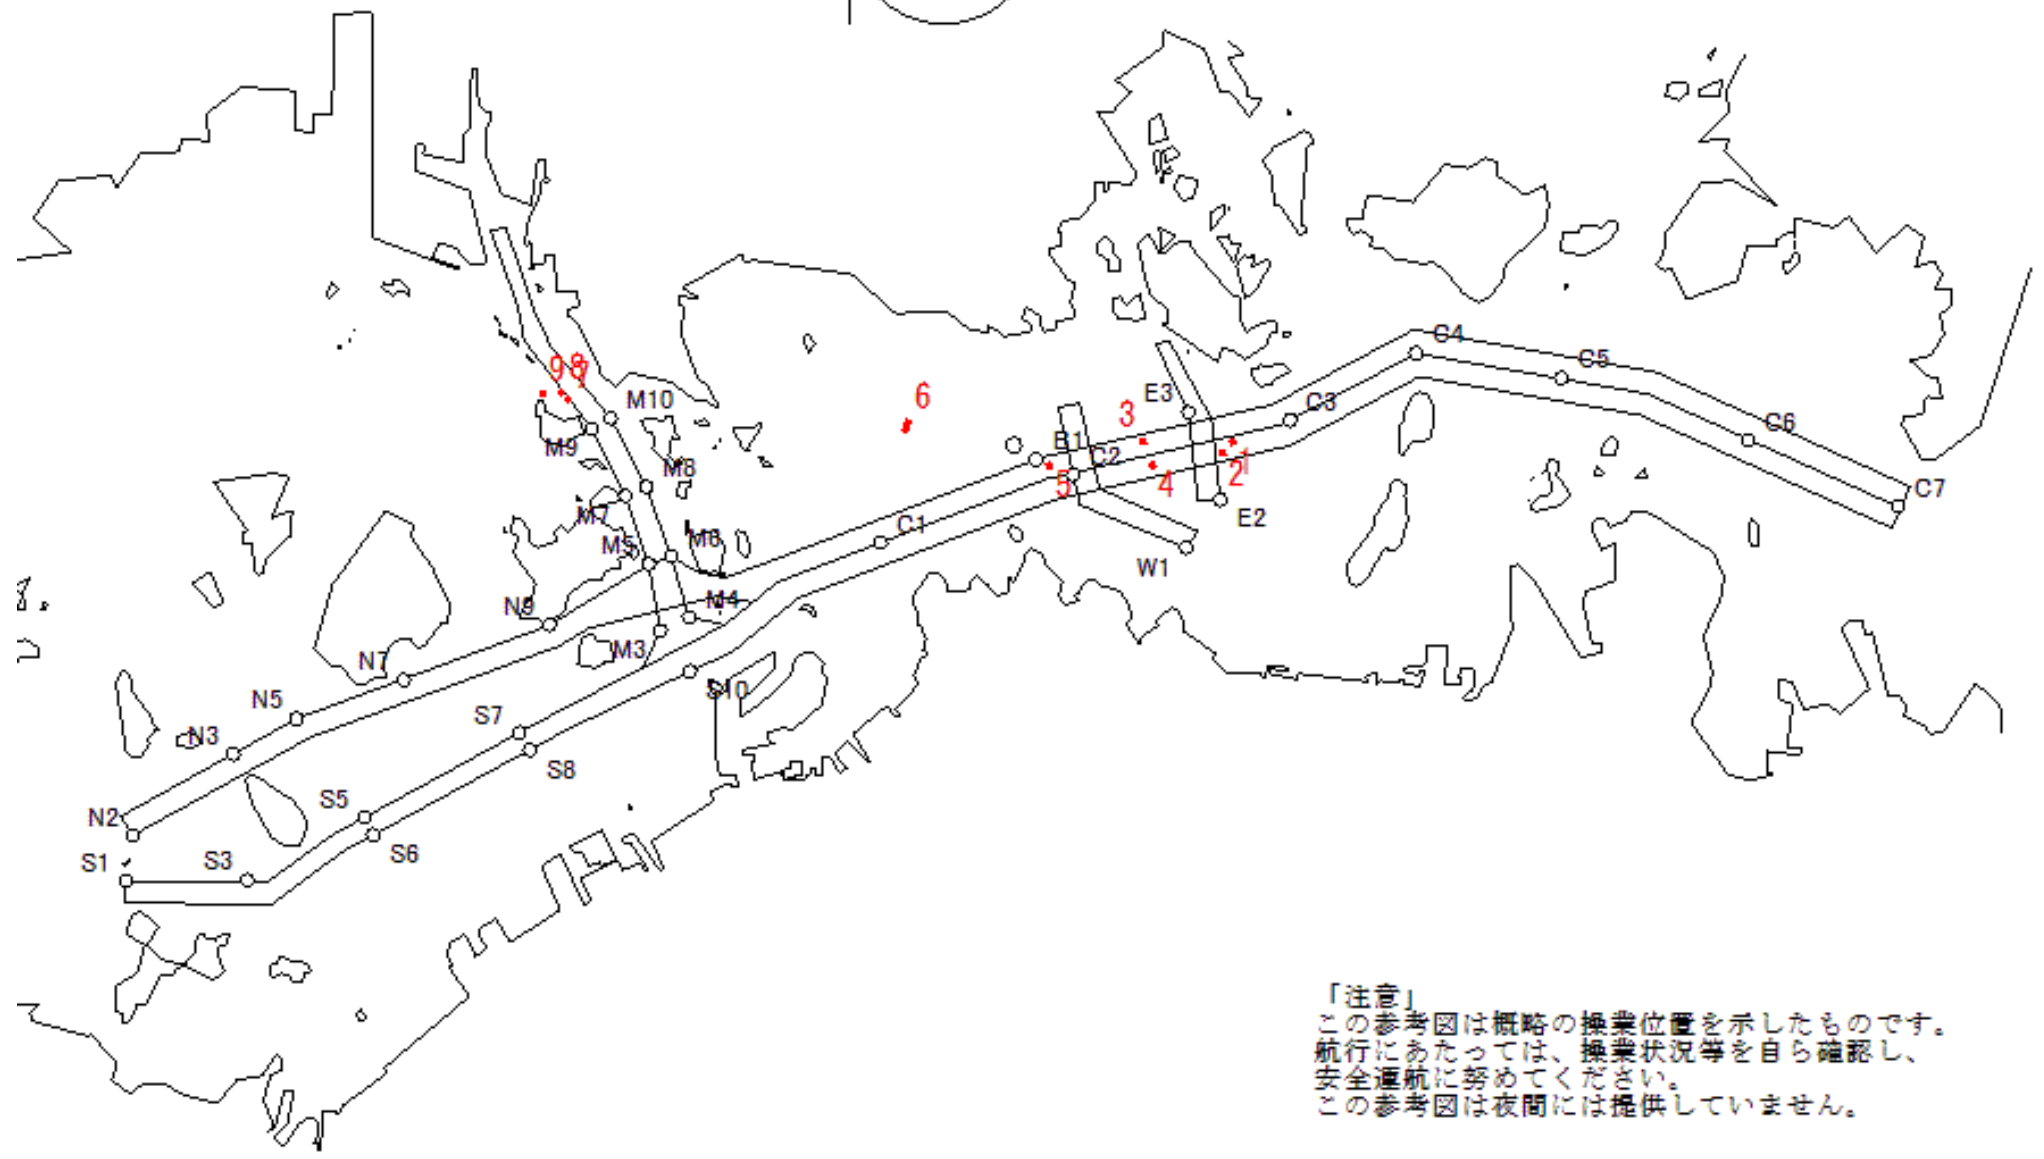 C4
C5
9
8
7
6
M10
E3
C3
3
C6
M9
B1
C2
1
M8
5
4
2
C7
M7
C1
E2
M5
M6
W1
N9
M4
M3
N7
S10
N5
S7
N3
S8
S5
N2
S6
S1
S3
「注意」
この参考図は概略の操業位置を示したものです。
航行にあたっては、操業状況等を自ら確認し、
安全運航に努めてください。
この参考図は夜間には提供していません。